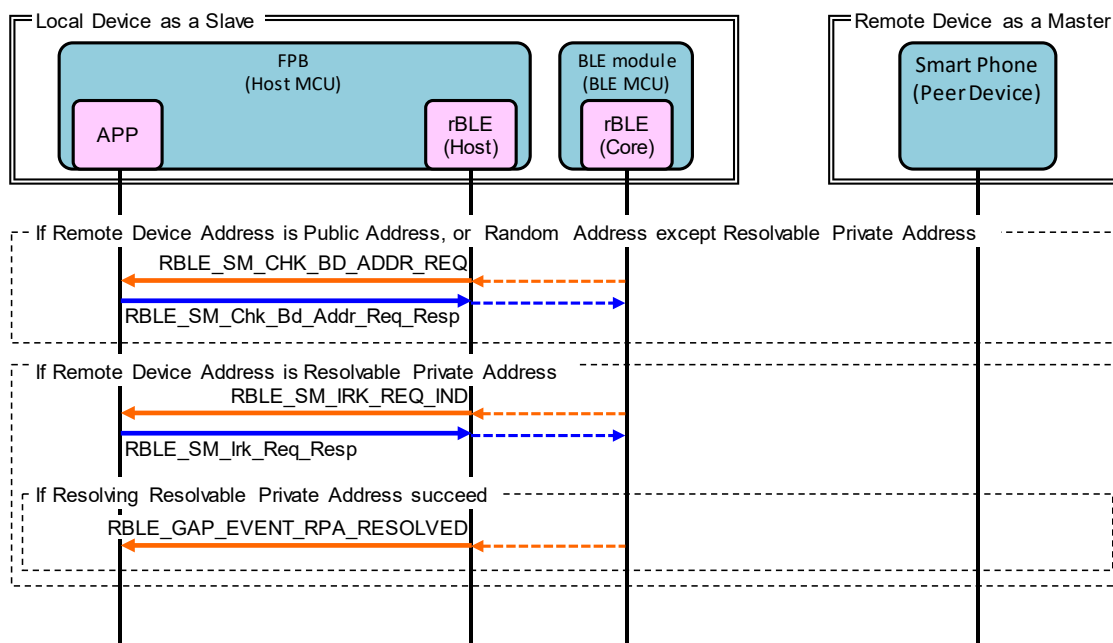 Local Device as a Slave
Remote Device as a Master
FPB
(Host MCU)
BLE module
(BLE MCU)
Smart Phone
(Peer Device)
APP
rBLE
(Host)
rBLE
(Core)
If Remote Device Address is Public Address, or Random Address except Resolvable Private Address
RBLE_SM_CHK_BD_ADDR_REQ
RBLE_SM_Chk_Bd_Addr_Req_Resp
If Remote Device Address is Resolvable Private Address
RBLE_SM_IRK_REQ_IND
RBLE_SM_Irk_Req_Resp
If Resolving Resolvable Private Address succeed
RBLE_GAP_EVENT_RPA_RESOLVED